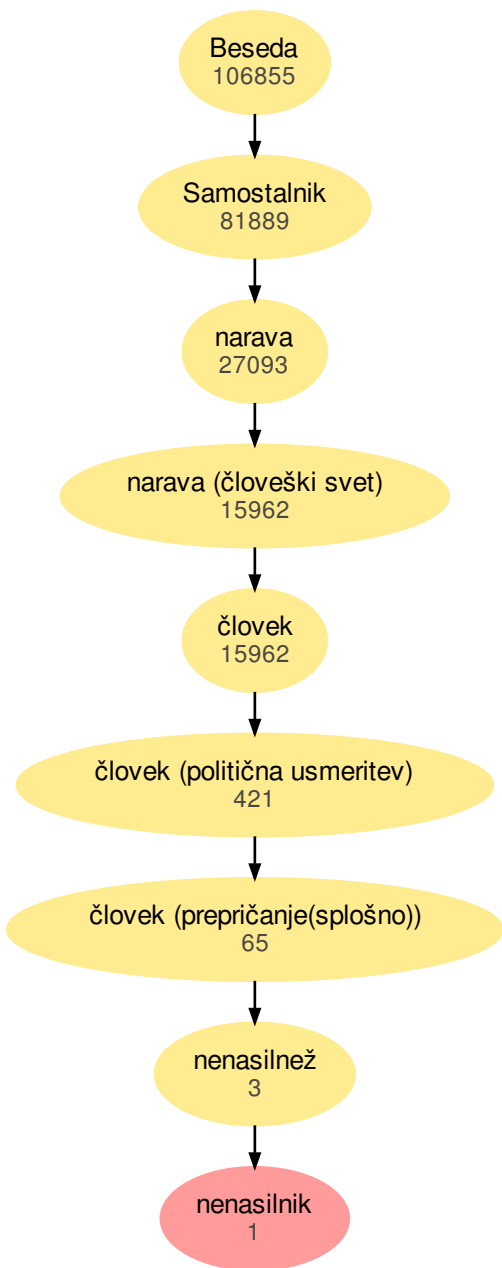 Beseda
106855
Samostalnik
81889
narava
27093
narava (človeški svet)
15962
človek
15962
človek (politična usmeritev)
421
človek (prepričanje(splošno))
65
nenasilnež
3
nenasilnik
1